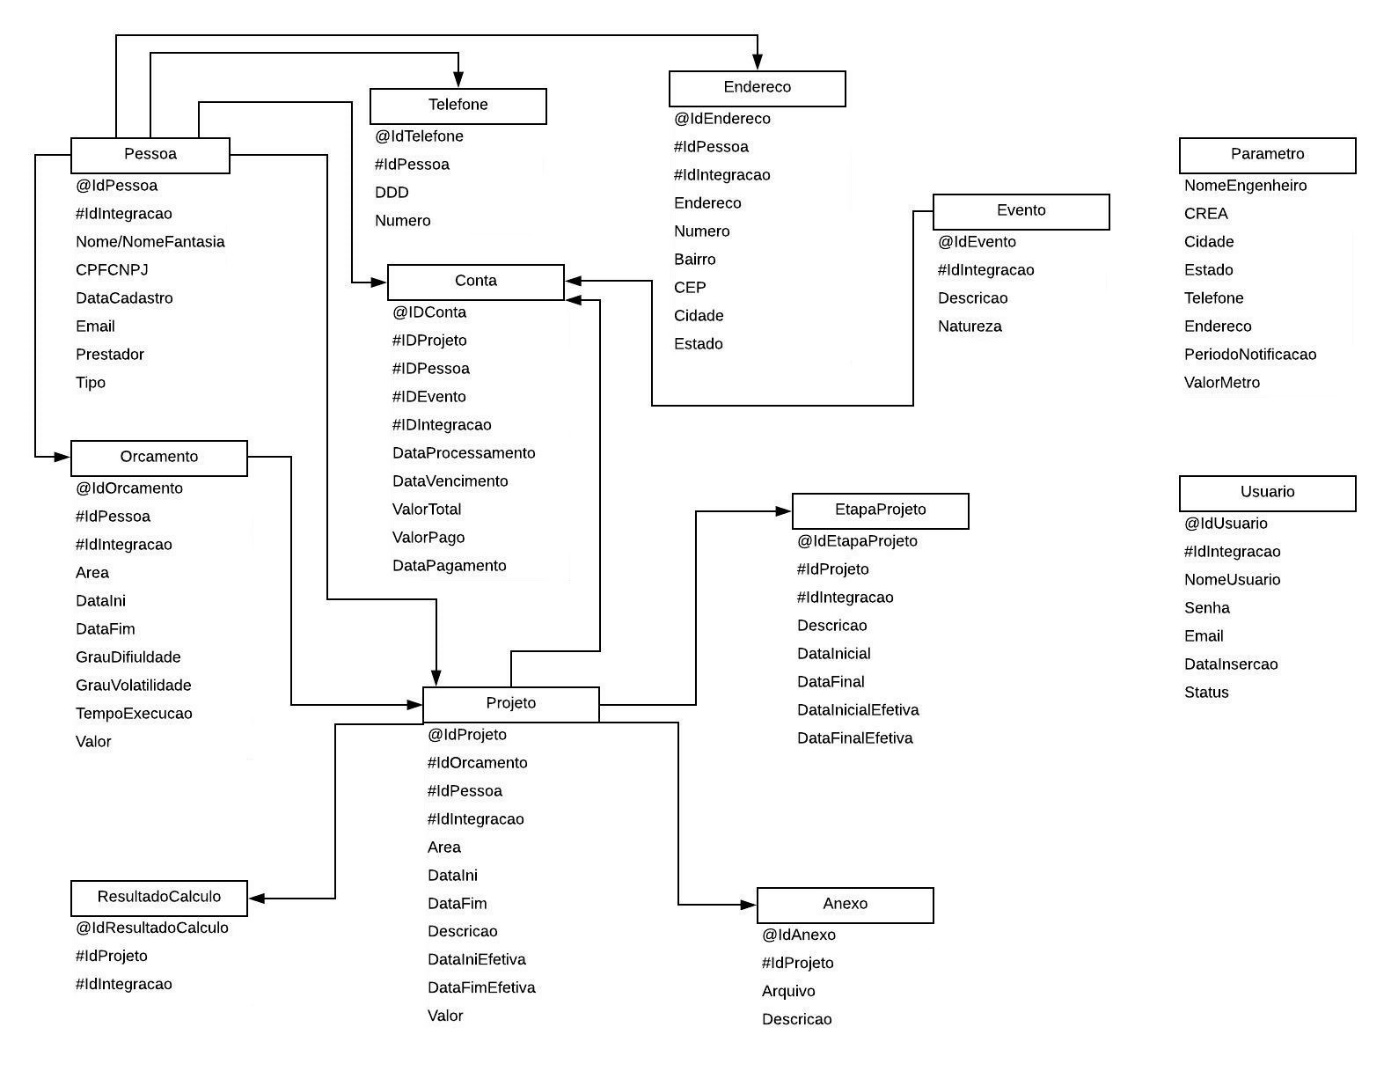 Pessoa
@IdPessoa
#IdIntegracao
Nome/NomeFantasia
CPFCNPJ
DataCadastro
Email
Prestador
Tipo
Telefone
@IdTelefone
#IdPessoa
DDD
Numero
Endereco
@IdEndereco
#IdPessoa
#IdIntegracao
Endereco
Numero
Bairro
CEP
Cidade
Estado
Evento
@IdEvento
#IdIntegracao
Descricao
Natureza
Parametro
NomeEngenheiro
CREA
Cidade
Estado
Telefone
Endereco
PeriodoNotificacao
ValorMetro
Conta
@IDConta
#IDProjeto
#IDPessoa
#IDEvento
#IDIntegracao
DataProcessamento
DataVencimento
ValorTotal
ValorPago
DataPagamento
Orcamento
@IdOrcamento
#IdPessoa
#IdIntegracao
Area
DataIni
DataFim
GrauDifiuldade
GrauVolatilidade
TempoExecucao
Valor
EtapaProjeto
@IdEtapaProjeto
#IdProjeto
#IdIntegracao
Descricao
DataInicial
DataFinal
DataInicialEfetiva
DataFinalEfetiva
Usuario
@IdUsuario
#IdIntegracao
NomeUsuario
Senha
Email
DataInsercao
Status
Projeto
@IdProjeto
#IdOrcamento
#IdPessoa
#IdIntegracao
Area
DataIni
DataFim
Descricao
DataIniEfetiva
DataFimEfetiva
Valor
ResultadoCalculo
@IdResultadoCalculo
#IdProjeto
#IdIntegracao
Anexo
@IdAnexo
#IdProjeto
Arquivo
Descricao